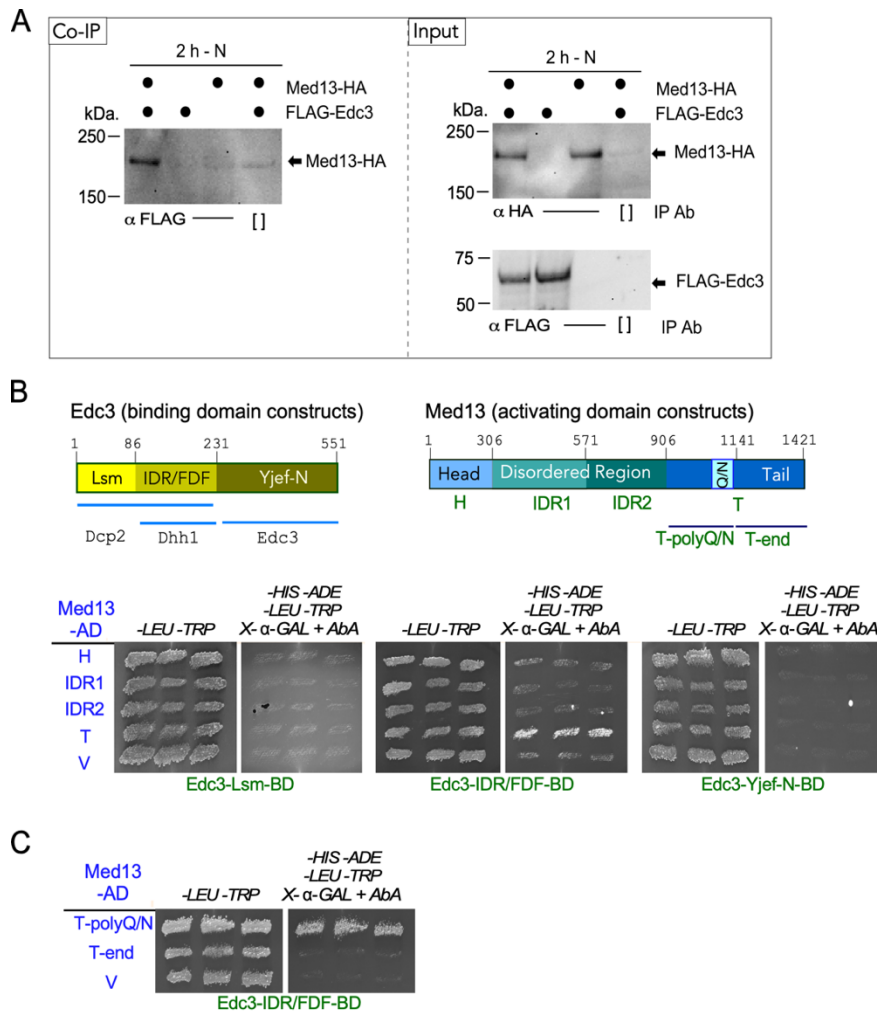 A
Co-IP
2 h - N
Med13-HA
FLAG-Edc3
kDa.
250
Med13-HA
150
α FLAG [ ]
Input
2 h - N
Med13-HA
FLAG-Edc3
kDa.
250
Med13-HA
150
α HA [ ] IP Ab
75
FLAG-Edc3
50
α FLAG [ ] IP Ab
B
Edc3 (binding domain constructs)
1 86 231 551
Lsm IDR/FDF Yjef-N
Dcp2 Dhh1 Edc3
Med13 (activating domain constructs)
1 306 571 906 1141 1421
Head Disordered Region Q/N Tail
H IDR1 IDR2 T
T-polyQ/N T-end
Med13
-AD
-LEU -TRP
-HIS -ADE
-LEU -TRP
X- α-GAL + AbA
-LEU -TRP
-HIS -ADE
-LEU -TRP
X- α-GAL + AbA
-LEU -TRP
-HIS -ADE
-LEU -TRP
X- α-GAL + AbA
H
IDR1
IDR2
T
V
Edc3-Lsm-BD Edc3-IDR/FDF-BD Edc3-Yjef-N-BD
C
Med13
-AD
-LEU -TRP
-HIS -ADE
-LEU -TRP
X- α-GAL + AbA
T-polyQ/N
T-end
V
Edc3-IDR/FDF-BD